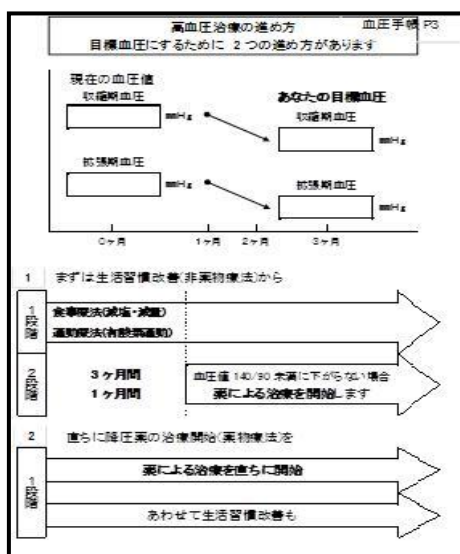 血圧手帳 P3
高血圧治療の進め方
目標血圧にするために 2つの進め方があります
現在の血圧値
収縮期血圧
mmHg
拡張期血圧
mmHg
あなたの目標血圧
収縮期血圧
mmHg
拡張期血圧
mmHg
0ヶ月 1ヶ月 2ヶ月 3ヶ月
1 まずは生活習慣改善(非薬物療法)から
1段階
食事療法(減塩・減量)
運動療法(有酸素運動)
2段階
3ヶ月間
1ヶ月間
血圧値 140/90 未満に下がらない場合
薬による治療を開始します
2 直ちに降圧薬の治療開始(薬物療法)を
1段階
薬による治療を直ちに開始
あわせて生活習慣改善も